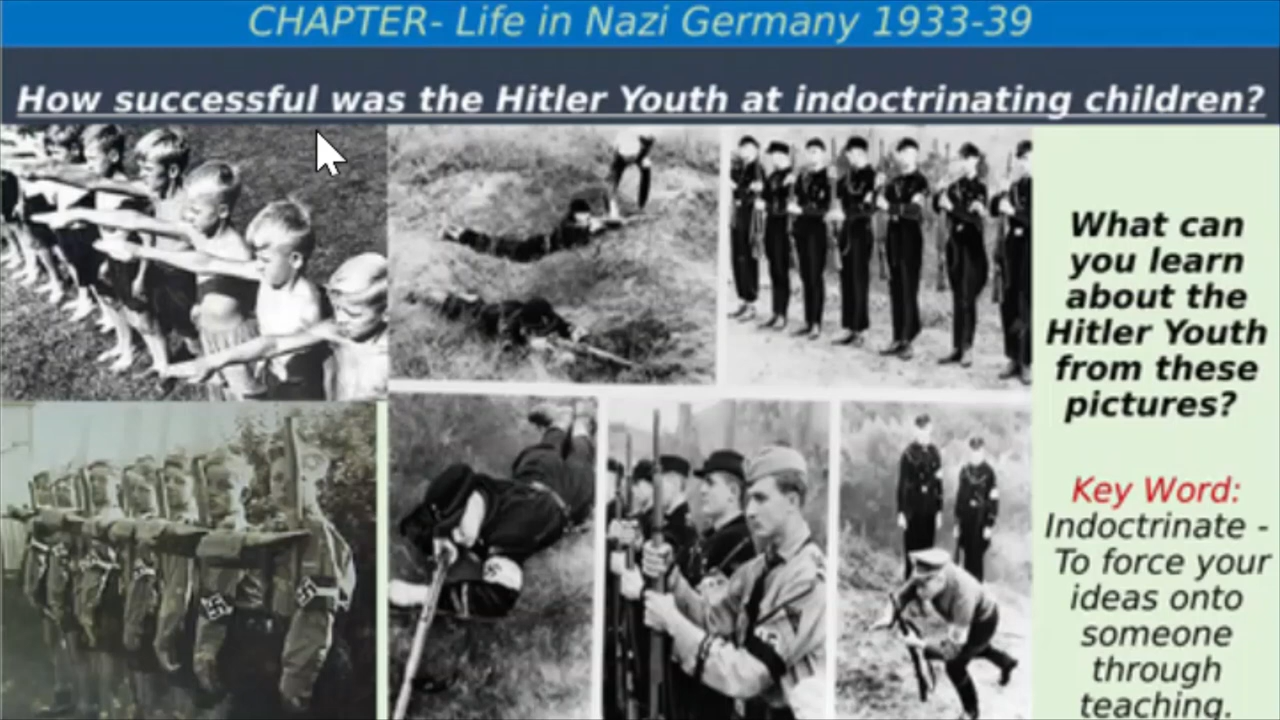 CHAPTER- Life in Nazi Germany 1933-39
How successful was the Hitler Youth at indoctrinating children?
What can
you learn
about the
Hitler Youth
from these
pictures?
Key Word:
Indoctrinate -
To force your
ideas onto
someone
through
teaching.